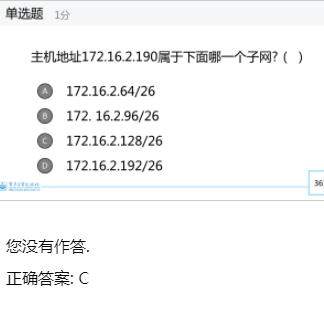 单选题 1分
主机地址172.16.2.190属于下面哪一个子网?（ ）
A 172.16.2.64/26
B 172. 16.2.96/26
C 172.16.2.128/26
D 172.16.2.192/26
36
您没有作答.
正确答案: C